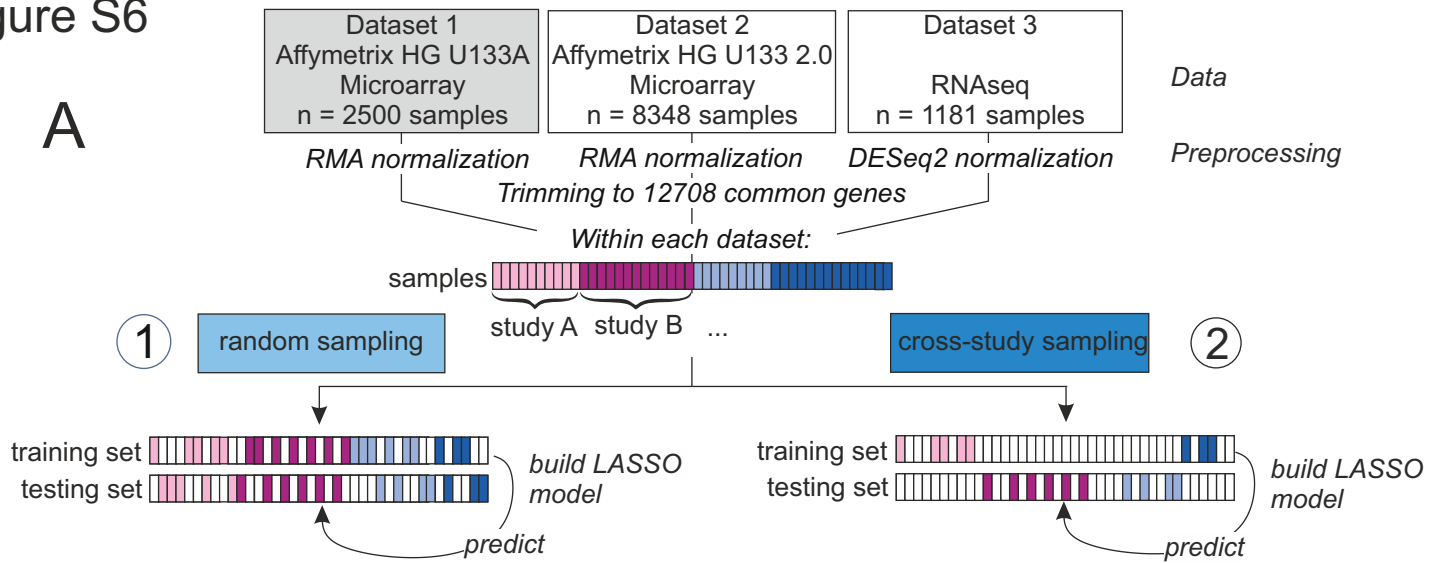 gure S6
A
Dataset 1
Affymetrix HG U133A
Microarray
n = 2500 samples
Dataset 2
Affymetrix HG U133 2.0
Microarray
n = 8348 samples
Dataset 3
RNAseq
n = 1181 samples
Data
RMA normalization
RMA normalization
DESeq2 normalization
Preprocessing
Trimming to 12708 common genes
Within each dataset:
samples
study A
study B
...
1
random sampling
cross-study sampling
2
training set
testing set
build LASSO
model
predict
training set
testing set
build LASSO
model
predict